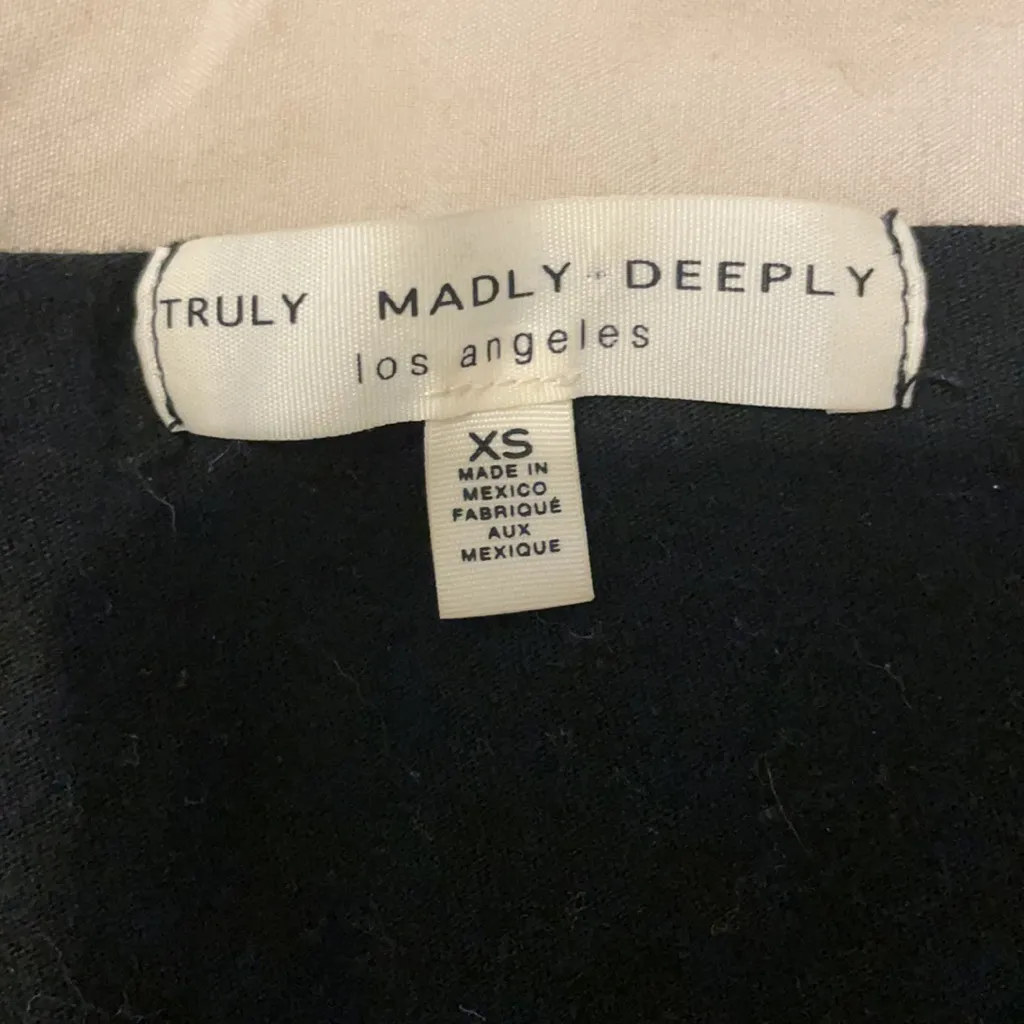 TRULY MADLY DEEPLY
los angeles
XS
MADE IN
MEXICO
FABRIQUÉ
AUX
MEXIQUE